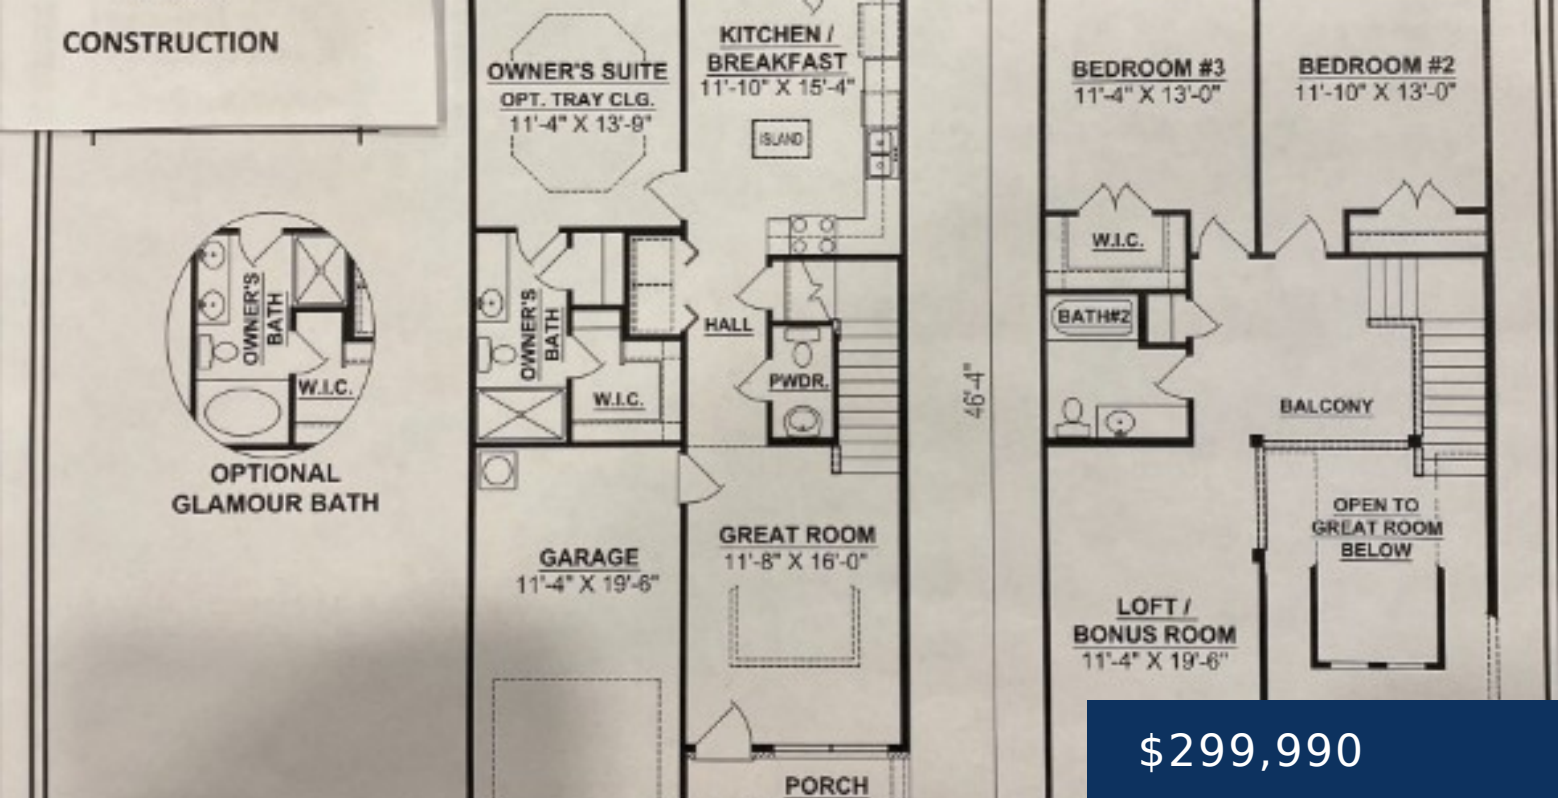 CONSTRUCTION
OWNER'S SUITE
OPT. TRAY CLG.
11'-4" X 13'-9"
KITCHEN /
BREAKFAST
11'-10" X 15'-4"
ISLAND
BEDROOM #3
11'-4" X 13'-0"
BEDROOM #2
11'-10" X 13'-0"
OWNER'S
BATH
W.I.C.
OPTIONAL
GLAMOUR BATH
OWNER'S
BATH
W.I.C.
HALL
PWDR.
46'-4"
W.I.C.
BATH#2
BALCONY
GARAGE
11'-4" X 19'-6"
GREAT ROOM
11'-8" X 16'-0"
PORCH
OPEN TO
GREAT ROOM
BELOW
LOFT /
BONUS ROOM
11'-4" X 19'-6"
$299,990